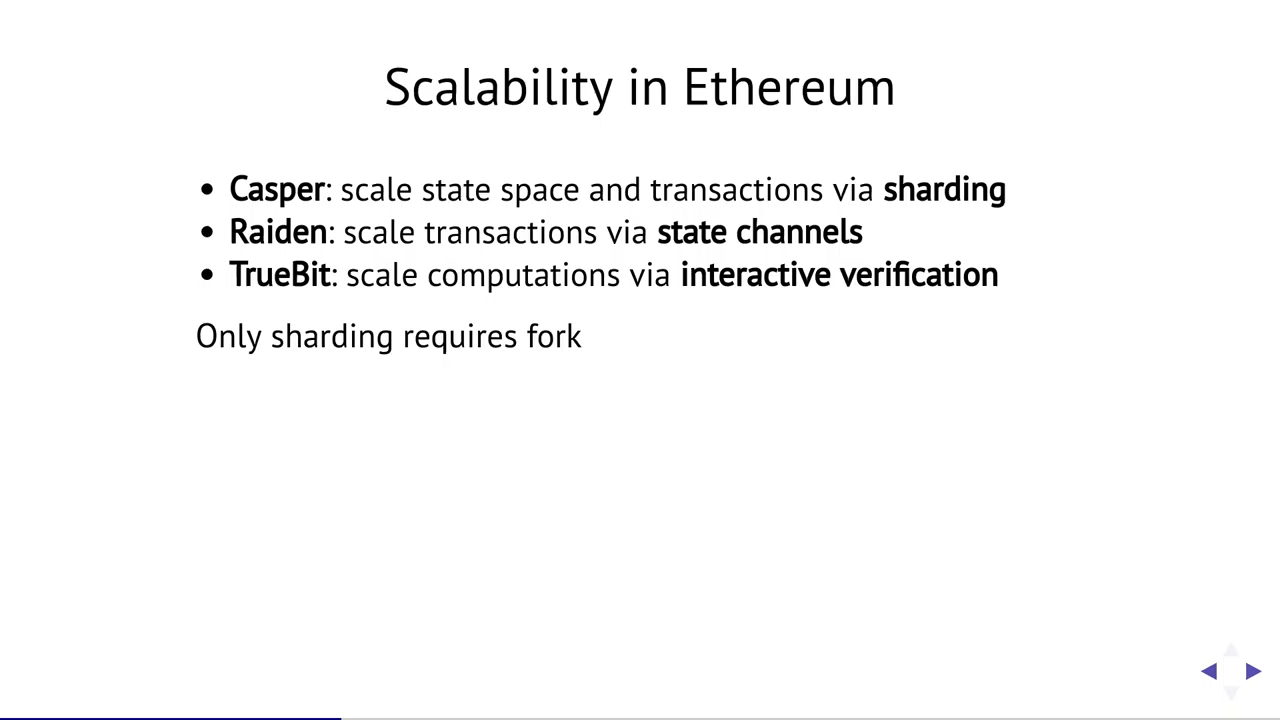 Scalability in Ethereum
• Casper: scale state space and transactions via sharding
• Raiden: scale transactions via state channels
• TrueBit: scale computations via interactive verification
Only sharding requires fork